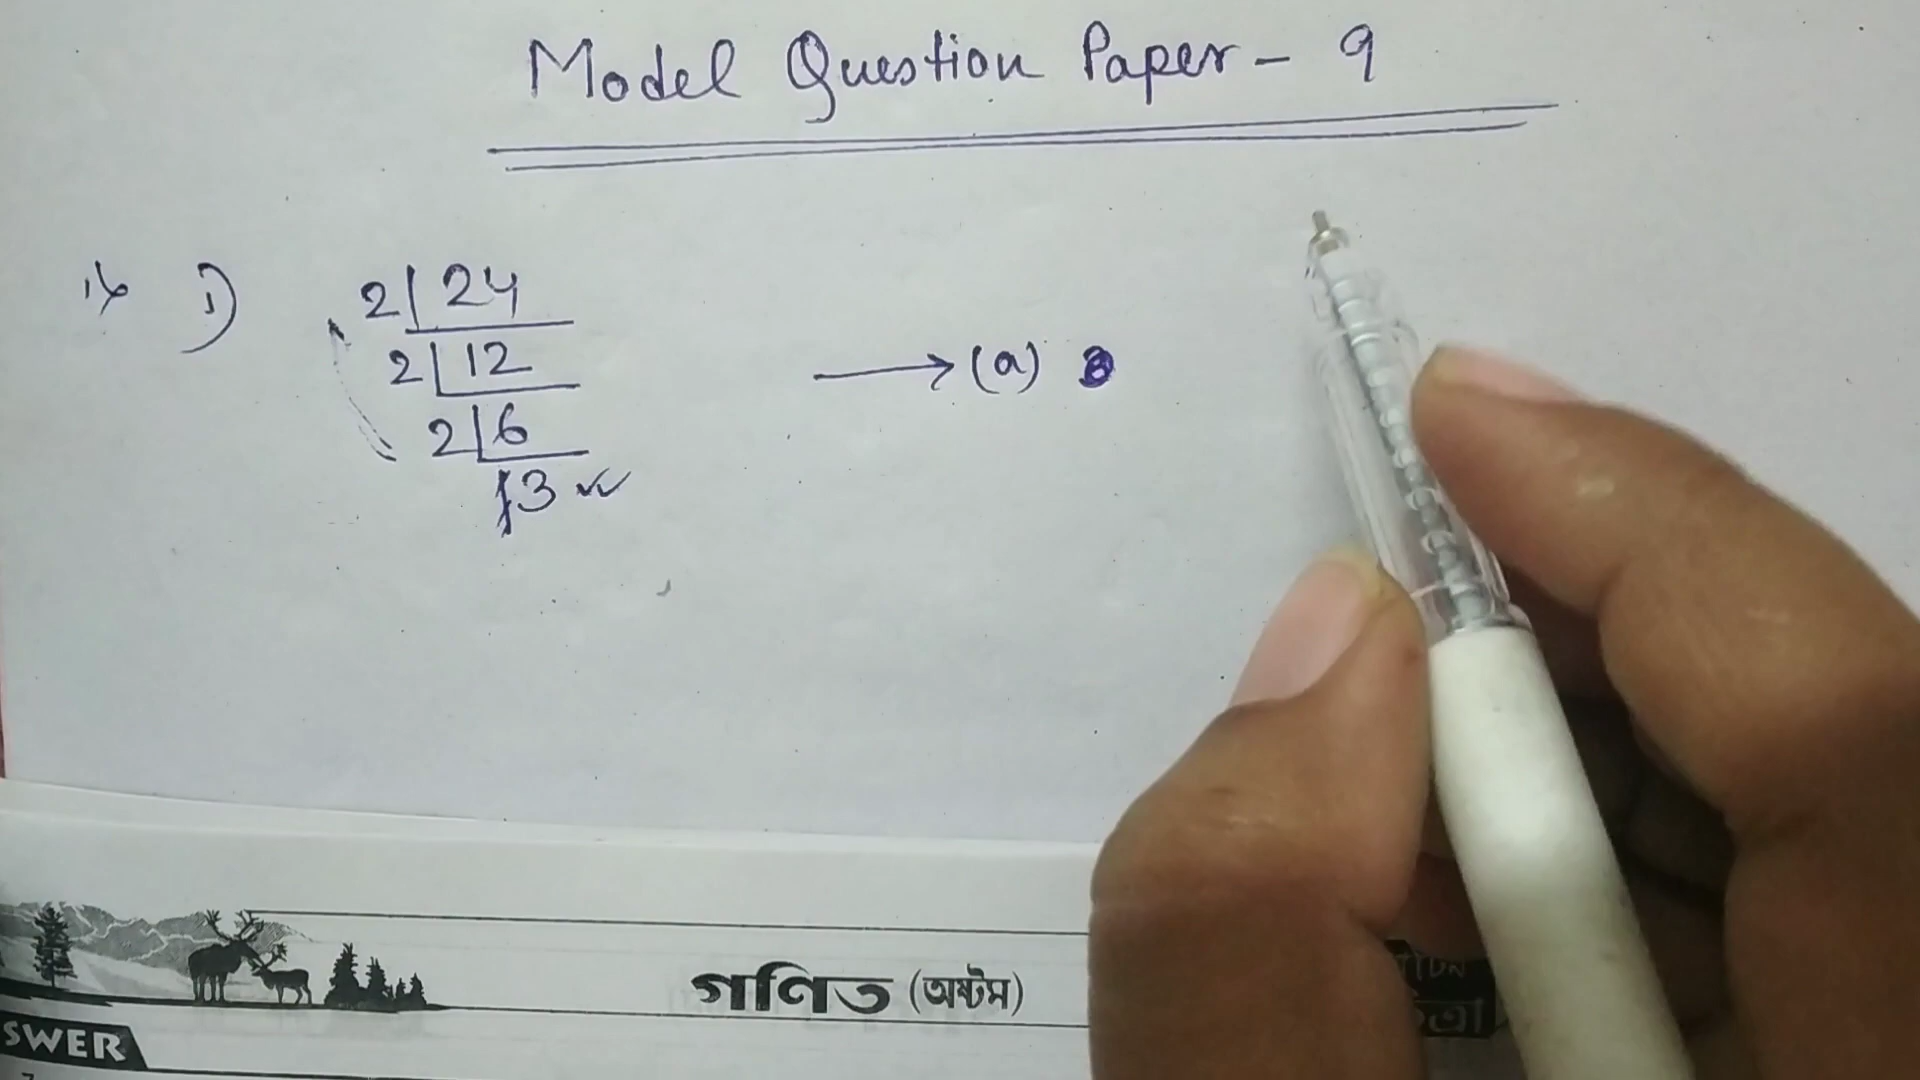 Model Question Paper - 9
1) i) 2 | 24
2 | 12 → (a)
2 | 6
3
গণিত (অষ্টম)
SWER